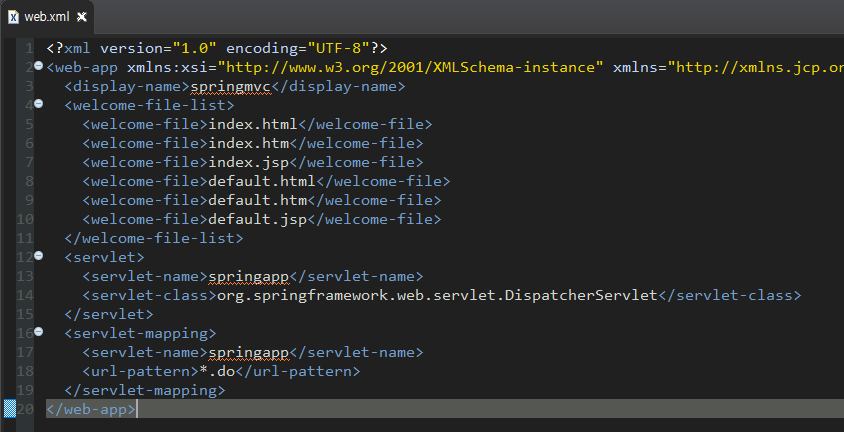 web.xml
1 <?xml version="1.0" encoding="UTF-8"?>
2 <web-app xmlns:xsi="http://www.w3.org/2001/XMLSchema-instance" xmlns="http://xmlns.jcp.or
3 <display-name>springmvc</display-name>
4 <welcome-file-list>
5 <welcome-file>index.html</welcome-file>
6 <welcome-file>index.htm</welcome-file>
7 <welcome-file>index.jsp</welcome-file>
8 <welcome-file>default.html</welcome-file>
9 <welcome-file>default.htm</welcome-file>
10 <welcome-file>default.jsp</welcome-file>
11 </welcome-file-list>
12 <servlet>
13 <servlet-name>springapp</servlet-name>
14 <servlet-class>org.springframework.web.servlet.DispatcherServlet</servlet-class>
15 </servlet>
16 <servlet-mapping>
17 <servlet-name>springapp</servlet-name>
18 <url-pattern>*.do</url-pattern>
19 </servlet-mapping>
20 </web-app>